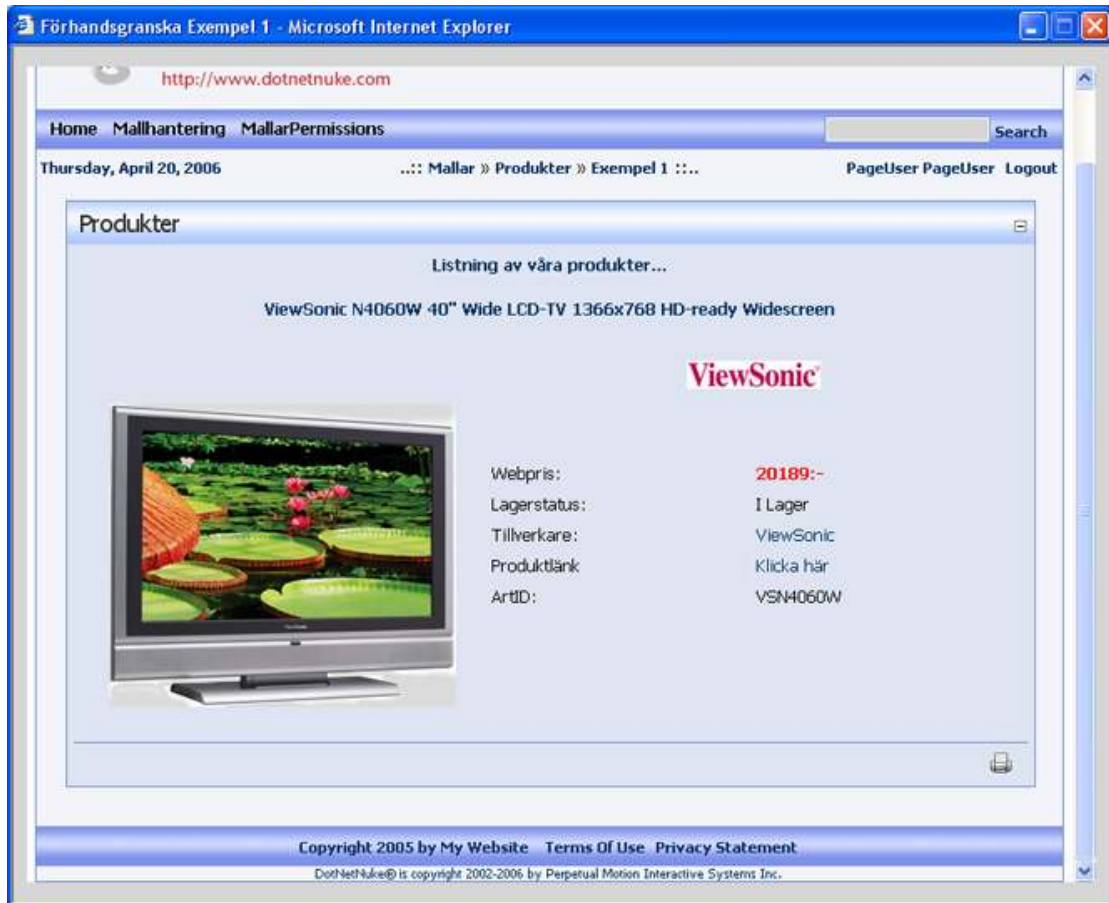 Förhandsgranska Exempel 1 - Microsoft Internet Explorer
http://www.dotnetnuke.com
Home Mallhantering MallarPermissions Search
Thursday, April 20, 2006 ..:: Mallar » Produkter » Exempel 1 ::.. PageUser PageUser Logout
Produkter
Listning av våra produkter...
ViewSonic N4060W 40" Wide LCD-TV 1366x768 HD-ready Widescreen
ViewSonic
Webpris: 20189:-
Lagerstatus: I Lager
Tillverkare: ViewSonic
Produktlänk Klicka här
ArtID: VSN4060W
Copyright 2005 by My Website Terms Of Use Privacy Statement
DotNetNuke® is copyright 2002-2006 by Perpetual Motion Interactive Systems Inc.